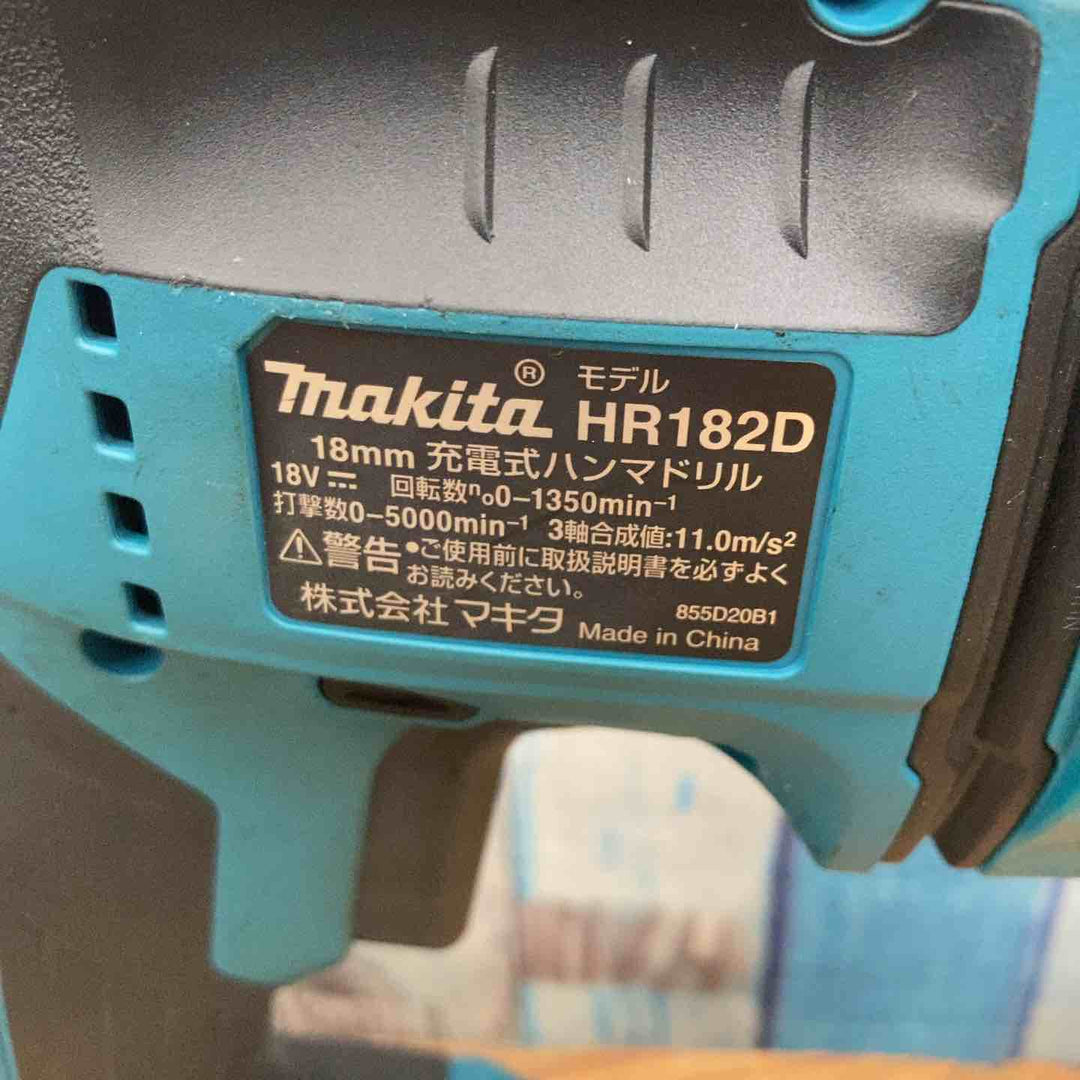 makita® モデル HR182D
18mm 充電式ハンマドリル
18V⎓ 回転数n₀0-1350min⁻¹
打撃数0-5000min⁻¹ 3軸合成値:11.0m/s²
⚠警告 •ご使用前に取扱説明書を必ずよく
お読みください。
株式会社マキタ 855D20B1
Made in China